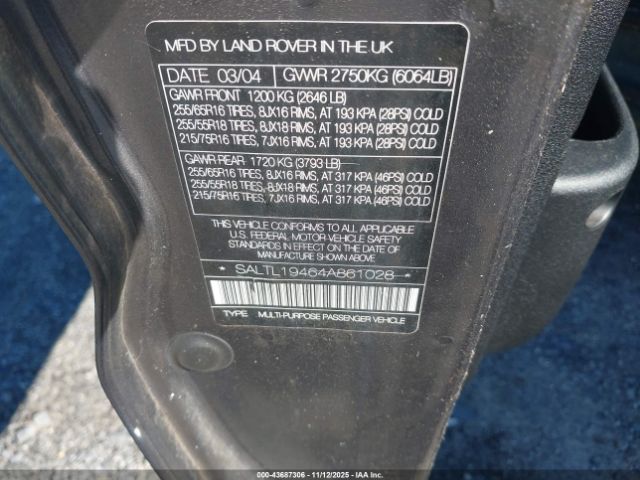 MFD BY LAND ROVER IN THE UK
DATE 03/04 GVWR 2750KG (6064LB)
GAWR FRONT 1200 KG (2646 LB)
255/65R16 TIRES, 8JX16 RIMS, AT 193 KPA (28PSI) COLD
255/55R18 TIRES, 8JX18 RIMS, AT 193 KPA (28PSI) COLD
215/75R16 TIRES, 7JX16 RIMS, AT 193 KPA (28PSI) COLD
GAWR REAR 1720 KG (3793 LB)
255/65R16 TIRES, 8JX16 RIMS, AT 317 KPA (46PSI) COLD
255/55R18 TIRES, 8JX18 RIMS, AT 317 KPA (46PSI) COLD
215/75R16 TIRES, 7JX16 RIMS, AT 317 KPA (46PSI) COLD
THIS VEHICLE CONFORMS TO ALL APPLICABLE
U.S. FEDERAL MOTOR VEHICLE SAFETY
STANDARDS IN EFFECT ON THE DATE OF
MANUFACTURE SHOWN ABOVE
* SALTL19464A861028 *
TYPE MULTI-PURPOSE PASSENGER VEHICLE
000-43687306 - 11/12/2025 - IAAI.COM